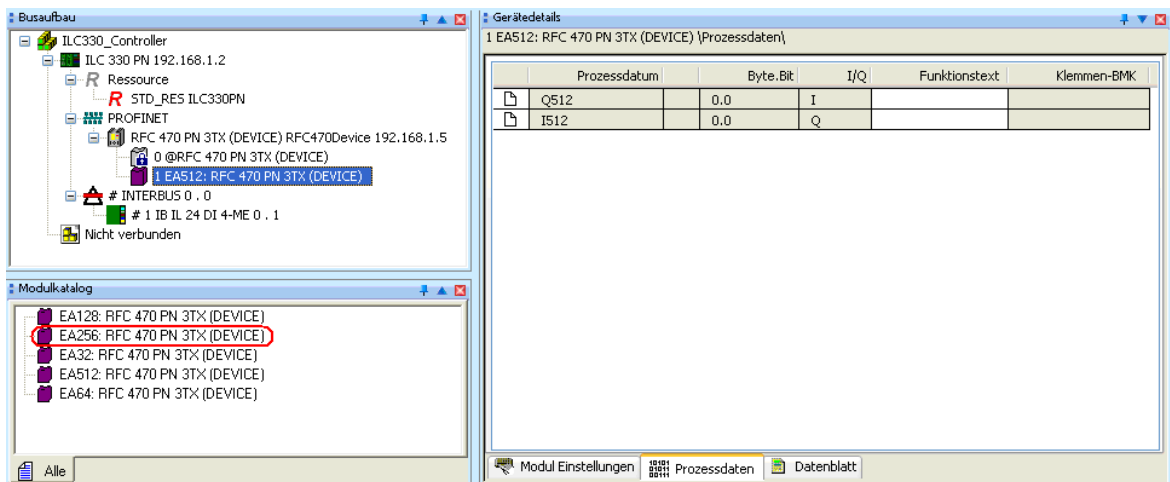 Busaufbau
ILC330_Controller
ILC 330 PN 192.168.1.2
R Ressource
R STD_RES ILC330PN
PROFINET
RFC 470 PN 3TX (DEVICE) RFC470Device 192.168.1.5
0 @RFC 470 PN 3TX (DEVICE)
1 EA512: RFC 470 PN 3TX (DEVICE)
# INTERBUS 0 . 0
# 1 IB IL 24 DI 4-ME 0 . 1
Nicht verbunden
Modulkatalog
EA128: RFC 470 PN 3TX (DEVICE)
EA256: RFC 470 PN 3TX (DEVICE)
EA32: RFC 470 PN 3TX (DEVICE)
EA512: RFC 470 PN 3TX (DEVICE)
EA64: RFC 470 PN 3TX (DEVICE)
Alle
Gerätedetails
1 EA512: RFC 470 PN 3TX (DEVICE) \Prozessdaten\
Prozessdatum Byte.Bit I/Q Funktionstext Klemmen-BMK
Q512 0.0 I
I512 0.0 Q
Modul Einstellungen Prozessdaten Datenblatt